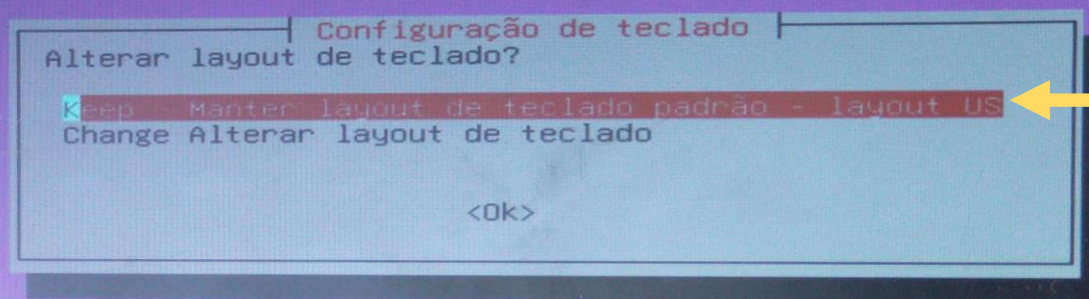 Configuração de teclado
Alterar layout de teclado?
Keep Manter layout de teclado padrão - layout US
Change Alterar layout de teclado
<Ok>